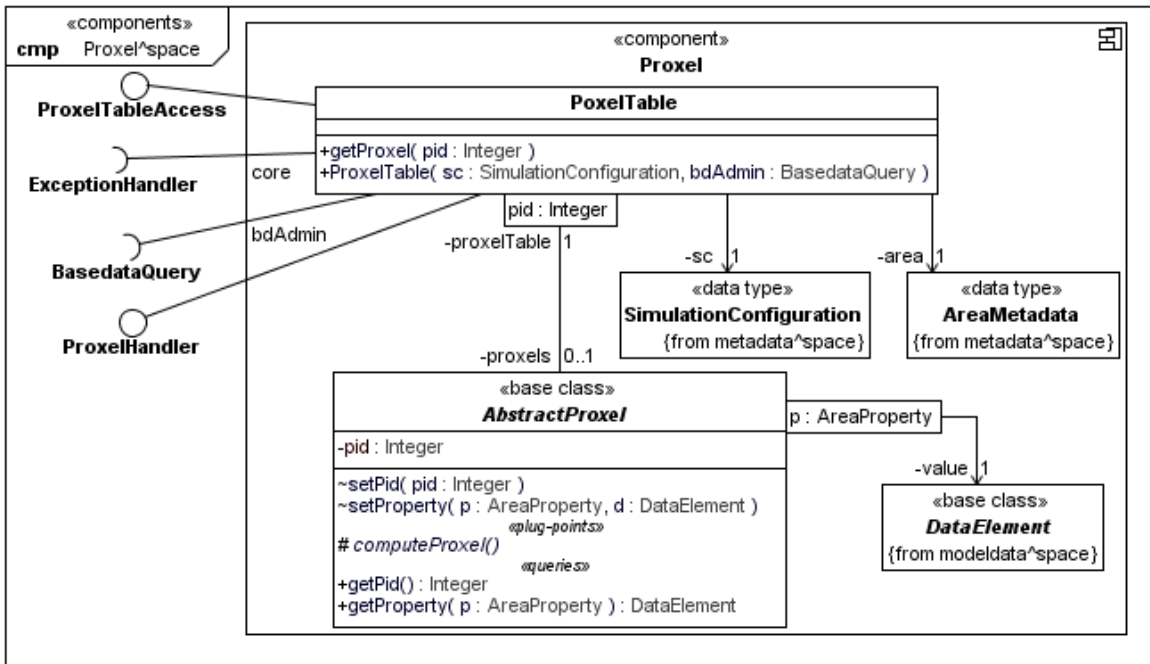 «components»
cmp Proxel^space
«component»
Proxel
ProxelTableAccess
PoxelTable
+getProxel( pid : Integer )
+ProxelTable( sc : SimulationConfiguration, bdAdmin : BasedataQuery )
ExceptionHandler
core
pid : Integer
bdAdmin
-proxelTable 1
-sc 1
-area 1
BasedataQuery
«data type»
SimulationConfiguration
{from metadata^space}
«data type»
AreaMetadata
{from metadata^space}
ProxelHandler
-proxels 0..1
«base class»
AbstractProxel
-pid : Integer
~setPid( pid : Integer )
~setProperty( p : AreaProperty, d : DataElement )
«plug-points»
# computeProxel()
«queries»
+getPid() : Integer
+getProperty( p : AreaProperty ) : DataElement
p : AreaProperty
-value 1
«base class»
DataElement
{from modeldata^space}